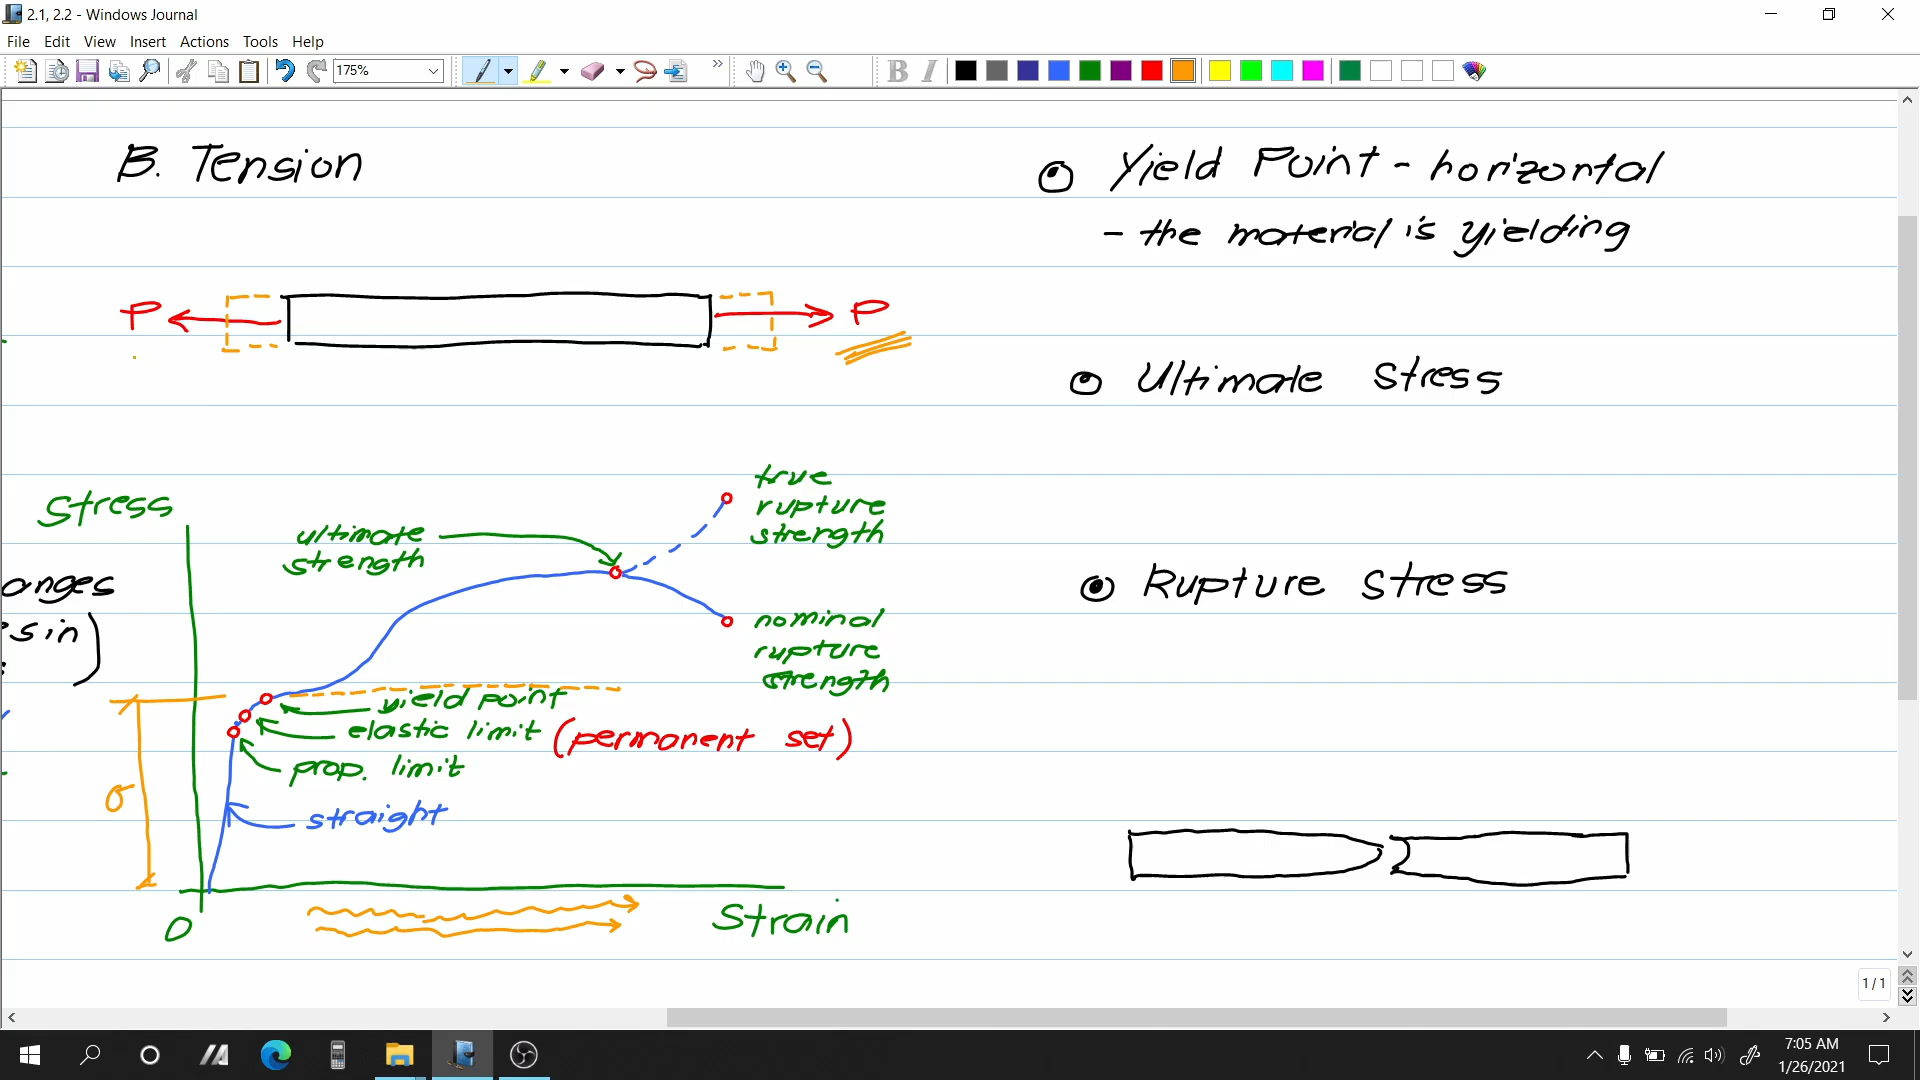 2.1, 2.2 - Windows Journal
File Edit View Insert Actions Tools Help
175%
B I
B. Tension
P
P
Stress
ultimate
strength
true
rupture
strength
nominal
rupture
strength
yield point
elastic limit (permanent set)
prop. limit
straight
σ
O
Strain
anges
sin)
Yield Point - horizontal
- the material is yielding
Ultimate Stress
Rupture Stress
1 / 1
7:05 AM
1/26/2021